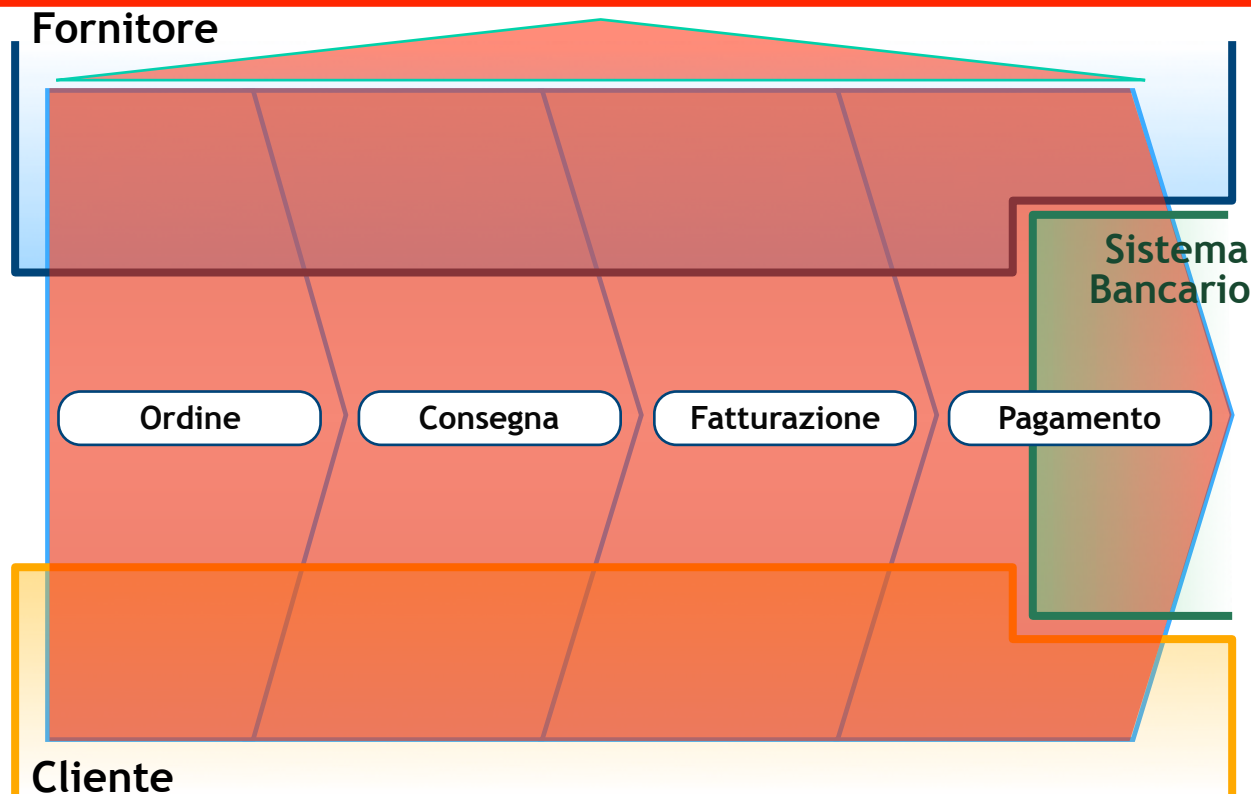 Fornitore
Sistema
Bancario
Ordine
Consegna
Fatturazione
Pagamento
Cliente